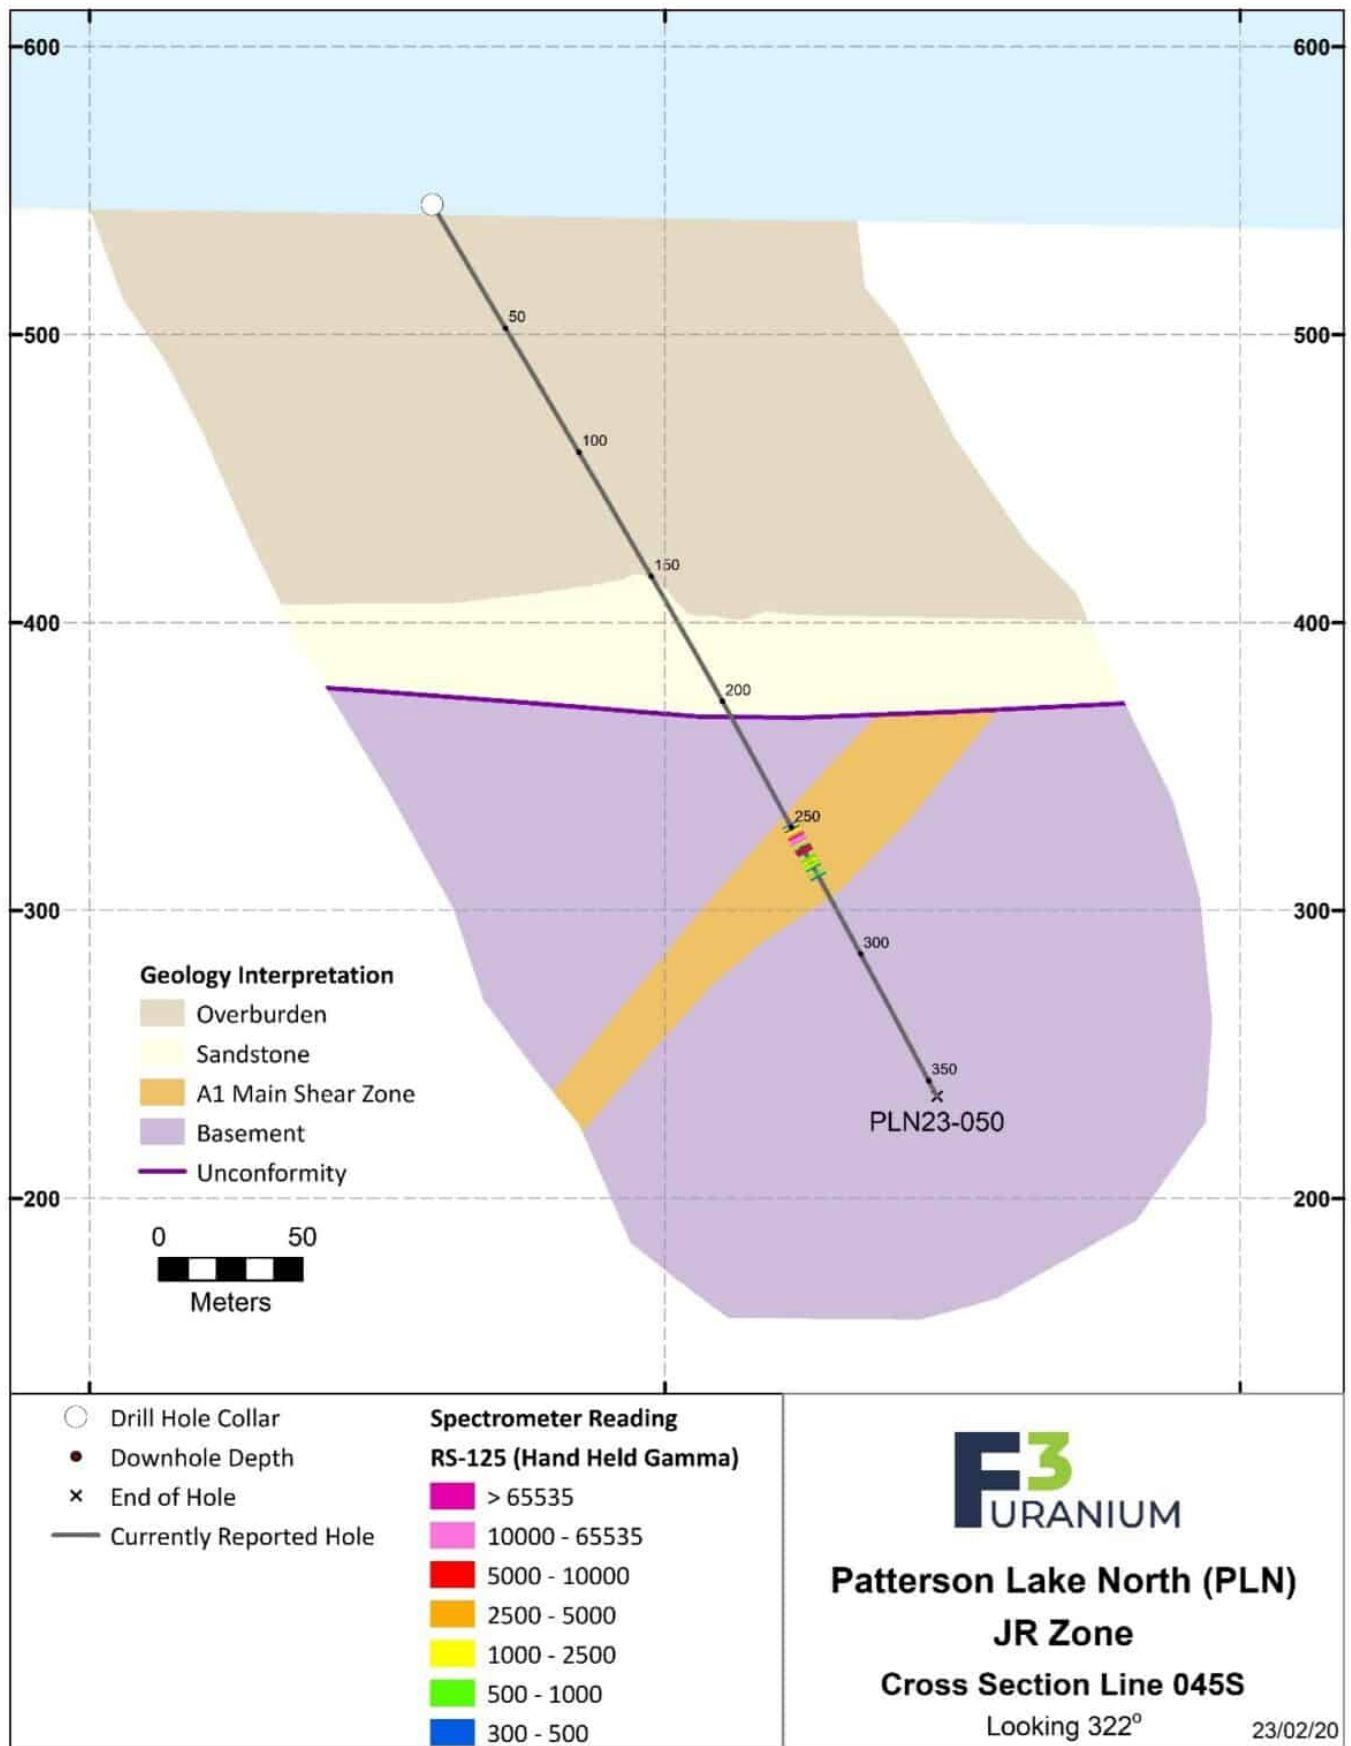 600
600
50
500
500
100
150
400
400
200
250
300
300
300
350
PLN23-050
Geology Interpretation
Overburden
Sandstone
A1 Main Shear Zone
Basement
Unconformity
200
200
0 50
Meters
Drill Hole Collar
Downhole Depth
End of Hole
Currently Reported Hole
Spectrometer Reading
RS-125 (Hand Held Gamma)
> 65535
10000 - 65535
5000 - 10000
2500 - 5000
1000 - 2500
500 - 1000
300 - 500
F3
URANIUM
Patterson Lake North (PLN)
JR Zone
Cross Section Line 045S
Looking 322°
23/02/20